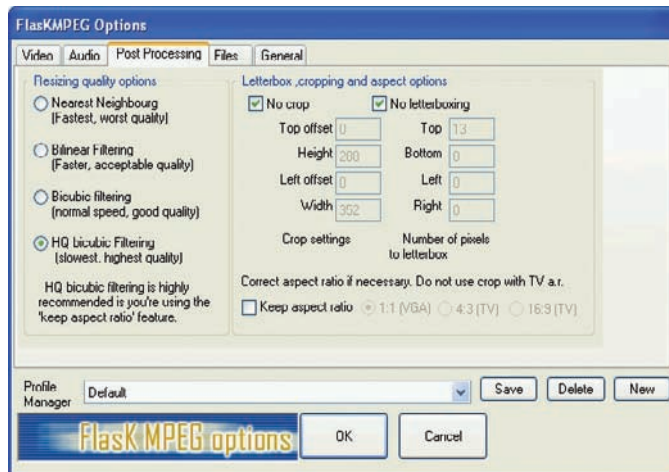 FlasKMPEG Options
Video Audio Post Processing Files General
Resizing quality options
Nearest Neighbourg
(Fastest, worst quality)
Bilinear Filtering
(Faster, acceptable quality)
Bicubic filtering
(normal speed, good quality)
HQ bicubic Filtering
(slowest. highest quality)
HQ bicubic filtering is highly
recommended is you're using the
'keep aspect ratio' feature.
Letterbox ,cropping and aspect options
No crop No letterboxing
Top offset 0 Top 13
Height 288 Bottom 0
Left offset 0 Left 0
Width 352 Right 0
Crop settings Number of pixels
to letterbox
Correct aspect ratio if necessary. Do not use crop with TV a.r.
Keep aspect ratio 1:1 (VGA) 4:3 (TV) 16:9 (TV)
Profile
Manager Default Save Delete New
FlasK MPEG options OK Cancel